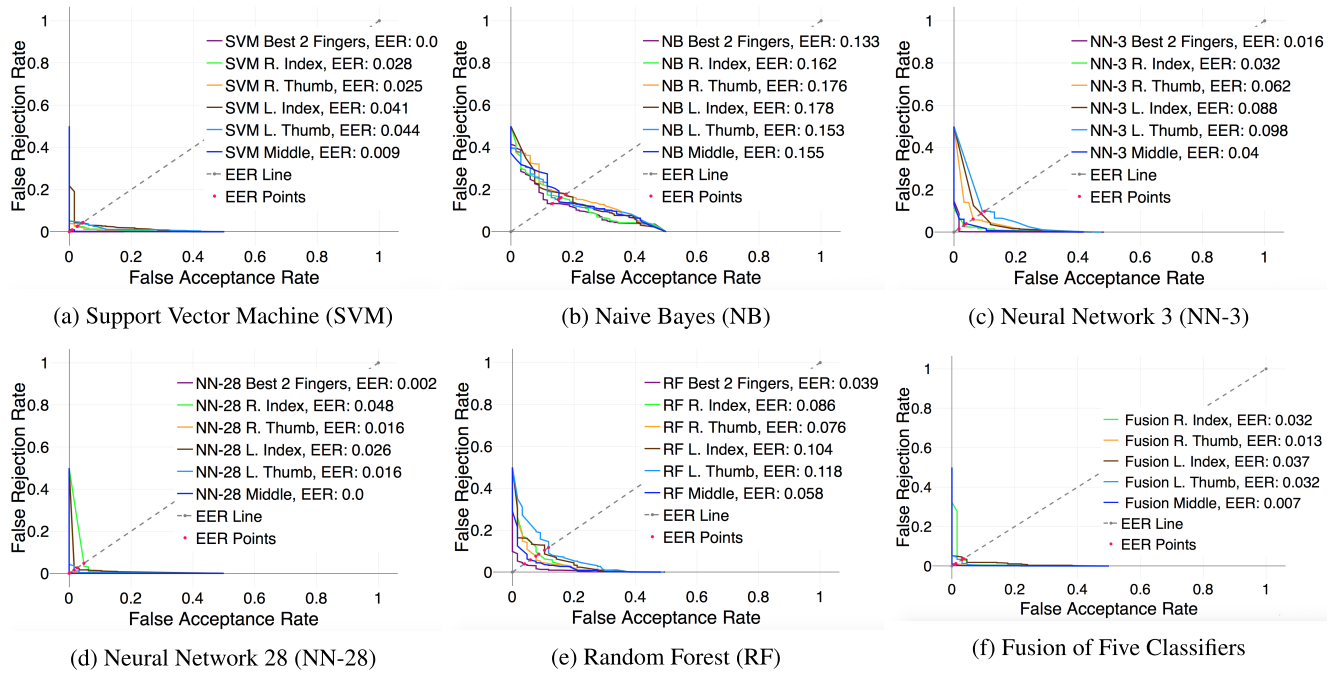 False Rejection Rate
1
0.8
0.6
0.4
0.2
0
SVM Best 2 Fingers, EER: 0.0
SVM R. Index, EER: 0.028
SVM R. Thumb, EER: 0.025
SVM L. Index, EER: 0.041
SVM L. Thumb, EER: 0.044
SVM Middle, EER: 0.009
EER Line
EER Points
0 0.2 0.4 0.6 0.8 1
False Acceptance Rate
(a) Support Vector Machine (SVM)
False Rejection Rate
1
0.8
0.6
0.4
0.2
0
NB Best 2 Fingers, EER: 0.133
NB R. Index, EER: 0.162
NB R. Thumb, EER: 0.176
NB L. Index, EER: 0.178
NB L. Thumb, EER: 0.153
NB Middle, EER: 0.155
EER Line
EER Points
0 0.2 0.4 0.6 0.8 1
False Acceptance Rate
(b) Naive Bayes (NB)
False Rejection Rate
1
0.8
0.6
0.4
0.2
0
NN-3 Best 2 Fingers, EER: 0.016
NN-3 R. Index, EER: 0.032
NN-3 R. Thumb, EER: 0.062
NN-3 L. Index, EER: 0.088
NN-3 L. Thumb, EER: 0.098
NN-3 Middle, EER: 0.04
EER Line
EER Points
0 0.2 0.4 0.6 0.8 1
False Acceptance Rate
(c) Neural Network 3 (NN-3)
False Rejection Rate
1
0.8
0.6
0.4
0.2
0
NN-28 Best 2 Fingers, EER: 0.002
NN-28 R. Index, EER: 0.048
NN-28 R. Thumb, EER: 0.016
NN-28 L. Index, EER: 0.026
NN-28 L. Thumb, EER: 0.016
NN-28 Middle, EER: 0.0
EER Line
EER Points
0 0.2 0.4 0.6 0.8 1
False Acceptance Rate
(d) Neural Network 28 (NN-28)
False Rejection Rate
1
0.8
0.6
0.4
0.2
0
RF Best 2 Fingers, EER: 0.039
RF R. Index, EER: 0.086
RF R. Thumb, EER: 0.076
RF L. Index, EER: 0.104
RF L. Thumb, EER: 0.118
RF Middle, EER: 0.058
EER Line
EER Points
0 0.2 0.4 0.6 0.8 1
False Acceptance Rate
(e) Random Forest (RF)
False Rejection Rate
1
0.8
0.6
0.4
0.2
0
Fusion R. Index, EER: 0.032
Fusion R. Thumb, EER: 0.013
Fusion L. Index, EER: 0.037
Fusion L. Thumb, EER: 0.032
Fusion Middle, EER: 0.007
EER Line
EER Points
0 0.2 0.4 0.6 0.8 1
False Acceptance Rate
(f) Fusion of Five Classifiers